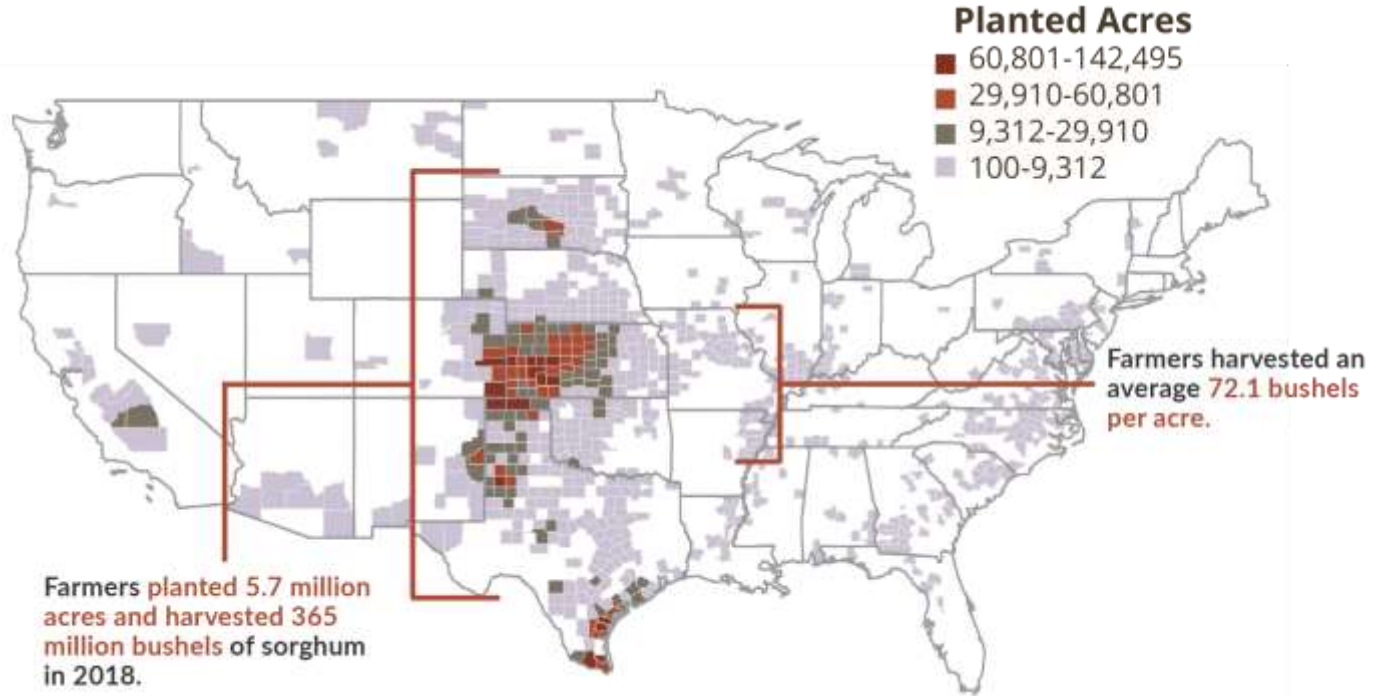 Planted Acres
60,801-142,495
29,910-60,801
9,312-29,910
100-9,312
Farmers harvested an
average 72.1 bushels
per acre.
Farmers planted 5.7 million
acres and harvested 365
million bushels of sorghum
in 2018.